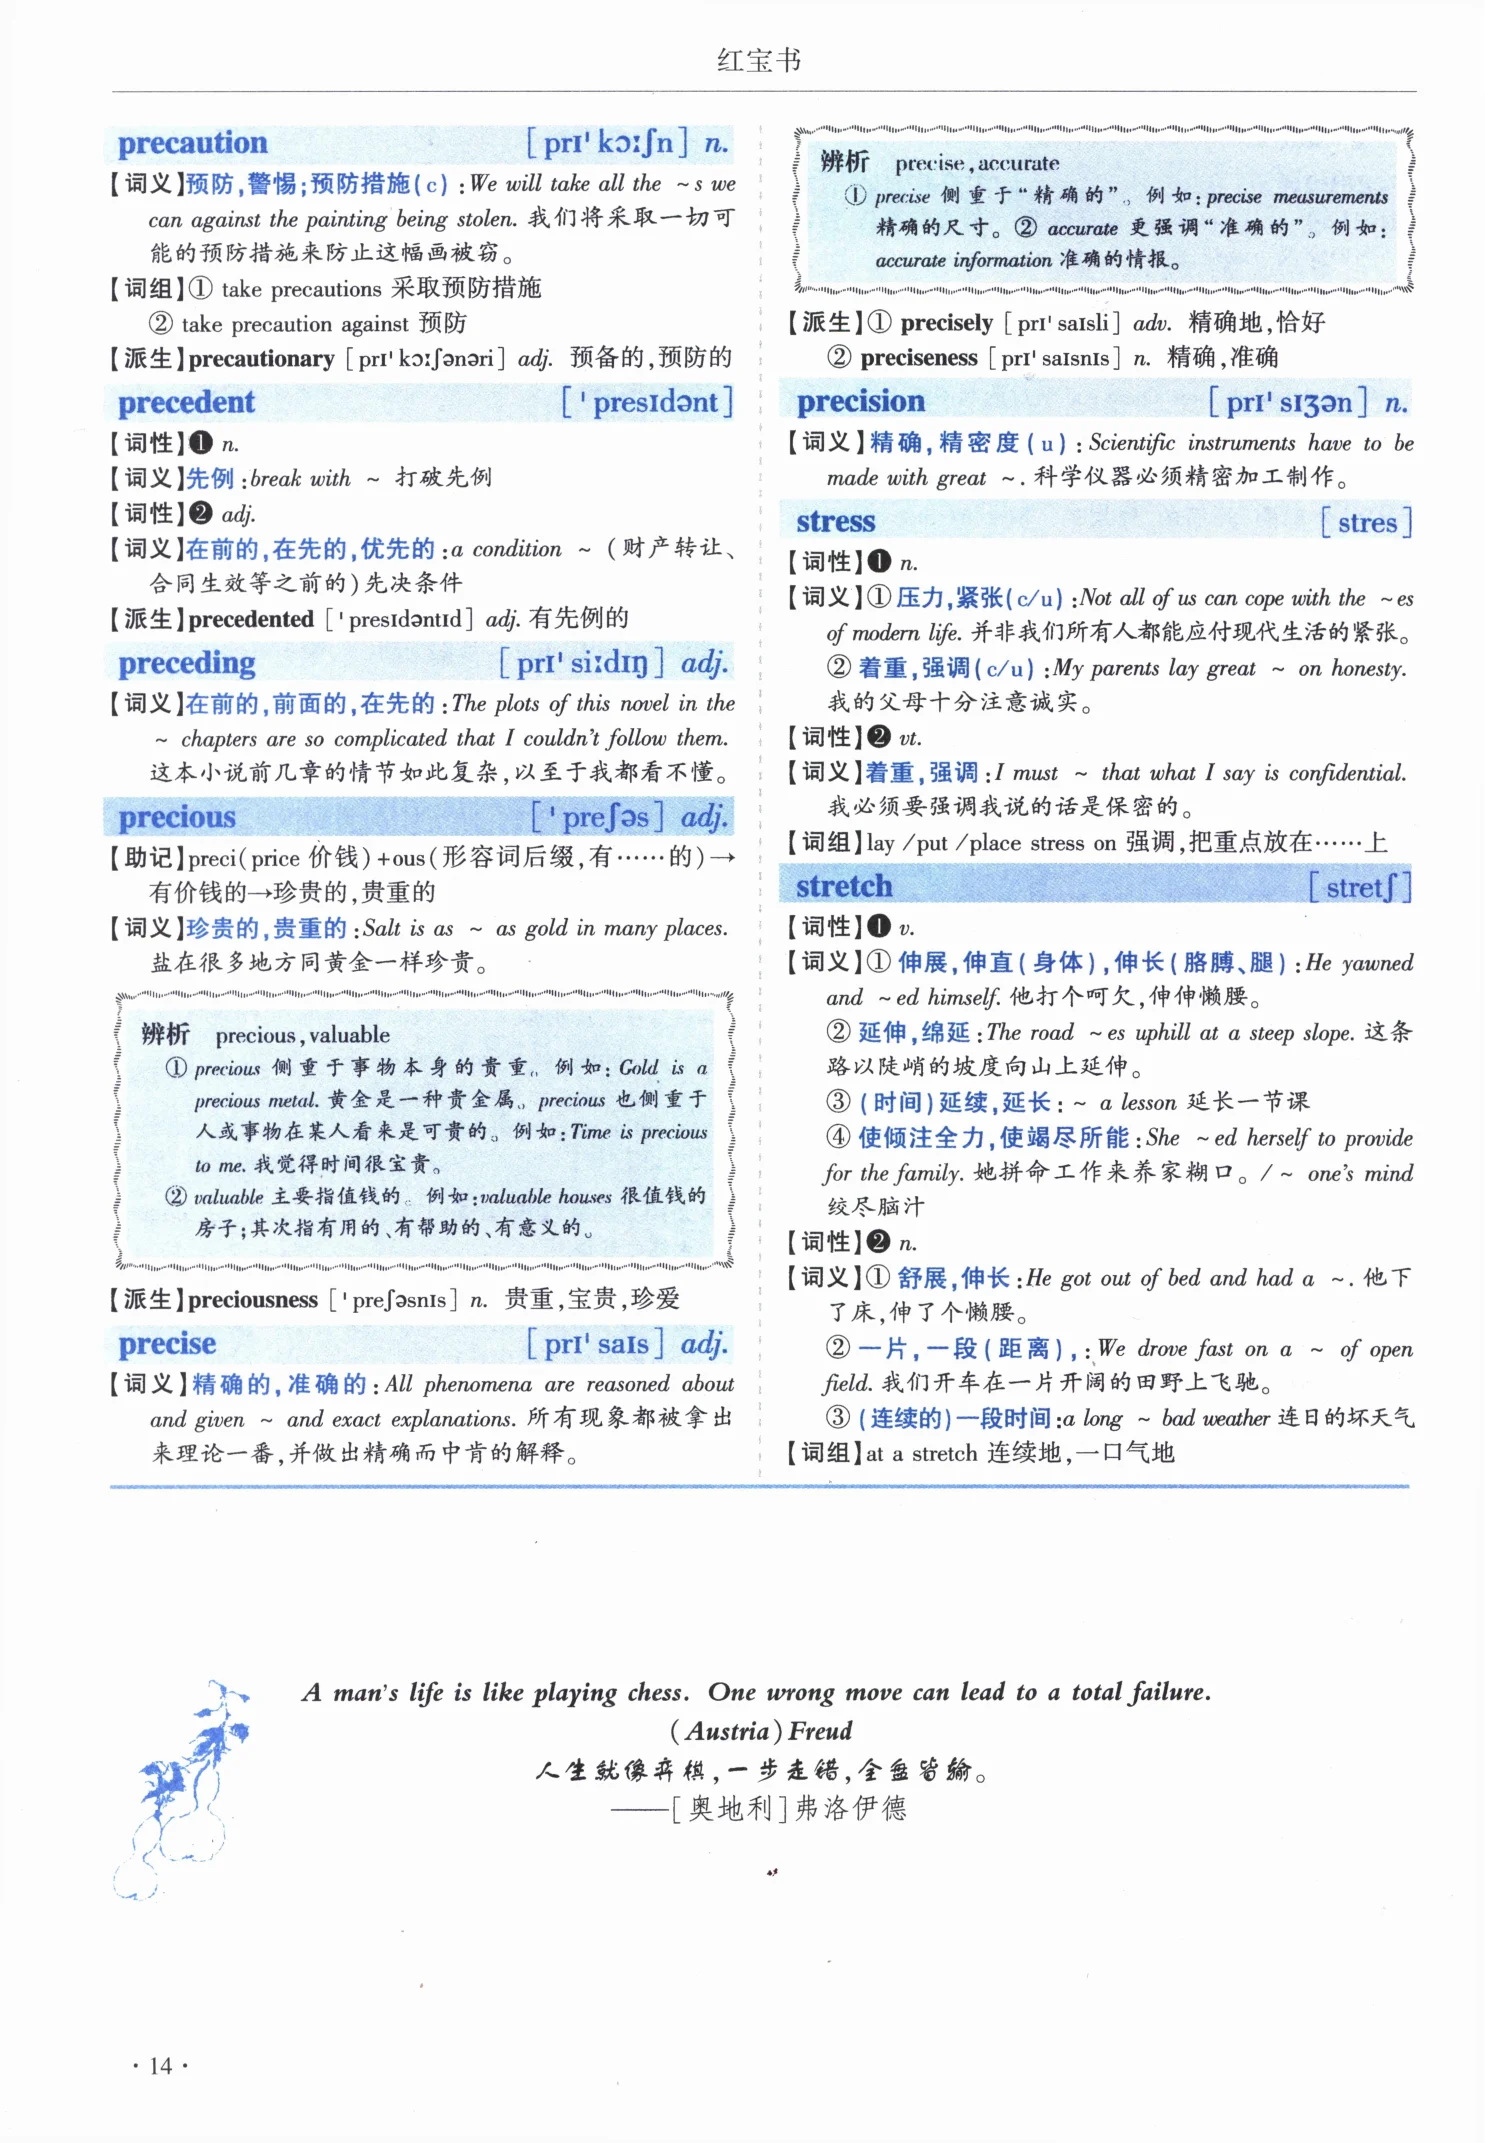 红宝书
precaution [prɪˈkɔːʃn] n.
【词义】预防,警惕;预防措施(c):We will take all the ~s we
can against the painting being stolen. 我们将采取一切可
能的预防措施来防止这幅画被窃。
【词组】① take precautions 采取预防措施
② take precaution against 预防
【派生】precautionary [prɪˈkɔːʃənəri] adj. 预备的,预防的
precedent [ˈpresɪdənt]
【词性】❶ n.
【词义】先例:break with ~ 打破先例
【词性】❷ adj.
【词义】在前的,在先的,优先的:a condition ~ (财产转让、
合同生效等之前的)先决条件
【派生】precedented [ˈpresɪdəntɪd] adj. 有先例的
preceding [prɪˈsiːdɪŋ] adj.
【词义】在前的,前面的,在先的:The plots of this novel in the
~ chapters are so complicated that I couldn't follow them.
这本小说前几章的情节如此复杂,以至于我都看不懂。
precious [ˈpreʃəs] adj.
【助记】preci(price 价钱)+ous(形容词后缀,有……的)→
有价钱的→珍贵的,贵重的
【词义】珍贵的,贵重的:Salt is as ~ as gold in many places.
盐在很多地方同黄金一样珍贵。
辨析 precious,valuable
① precious 侧重于事物本身的贵重。例如:Gold is a
precious metal. 黄金是一种贵金属。precious 也侧重于
人或事物在某人看来是可贵的。例如:Time is precious
to me. 我觉得时间很宝贵。
② valuable 主要指值钱的。例如:valuable houses 很值钱的
房子;其次指有用的、有帮助的、有意义的。
【派生】preciousness [ˈpreʃəsnɪs] n. 贵重,宝贵,珍爱
precise [prɪˈsaɪs] adj.
【词义】精确的,准确的:All phenomena are reasoned about
and given ~ and exact explanations. 所有现象都被拿出
来理论一番,并做出精确而中肯的解释。
辨析 precise,accurate
① precise 侧重于“精确的”。例如:precise measurements
精确的尺寸。② accurate 更强调“准确的”。例如:
accurate information 准确的情报。
【派生】① precisely [prɪˈsaɪsli] adv. 精确地,恰好
② preciseness [prɪˈsaɪsnɪs] n. 精确,准确
precision [prɪˈsɪʒən] n.
【词义】精确,精密度(u):Scientific instruments have to be
made with great ~. 科学仪器必须精密加工制作。
stress [stres]
【词性】❶ n.
【词义】①压力,紧张(c/u):Not all of us can cope with the ~es
of modern life. 并非我们所有人都能应付现代生活的紧张。
② 着重,强调(c/u):My parents lay great ~ on honesty.
我的父母十分注意诚实。
【词性】❷ vt.
【词义】着重,强调:I must ~ that what I say is confidential.
我必须要强调我说的话是保密的。
【词组】lay /put /place stress on 强调,把重点放在……上
stretch [stretʃ]
【词性】❶ v.
【词义】① 伸展,伸直(身体),伸长(胳膊、腿):He yawned
and ~ed himself. 他打个呵欠,伸伸懒腰。
② 延伸,绵延:The road ~es uphill at a steep slope. 这条
路以陡峭的坡度向山上延伸。
③ (时间)延续,延长:~ a lesson 延长一节课
④ 使倾注全力,使竭尽所能:She ~ed herself to provide
for the family. 她拼命工作来养家糊口。/ ~ one's mind
绞尽脑汁
【词性】❷ n.
【词义】① 舒展,伸长:He got out of bed and had a ~. 他下
了床,伸了个懒腰。
② 一片,一段(距离),:We drove fast on a ~ of open
field. 我们开车在一片开阔的田野上飞驰。
③ (连续的)一段时间:a long ~ bad weather 连日的坏天气
【词组】at a stretch 连续地,一口气地
A man's life is like playing chess. One wrong move can lead to a total failure.
(Austria) Freud
人生就像弈棋,一步走错,全盘皆输。
——[奥地利]弗洛伊德
·14·